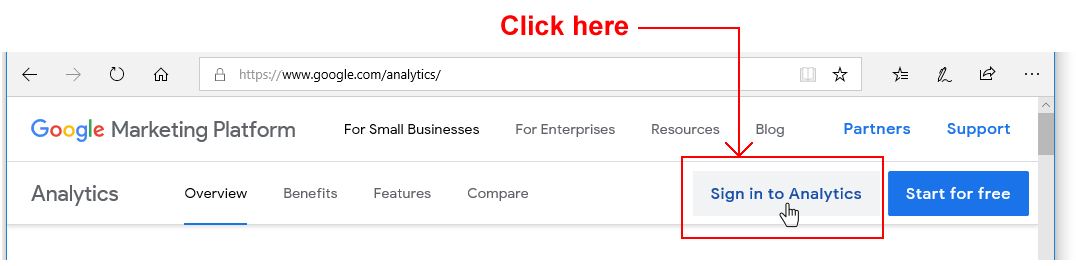 Click here
https://www.google.com/analytics/
Google Marketing Platform For Small Businesses For Enterprises Resources Blog Partners Support
Analytics Overview Benefits Features Compare Sign in to Analytics Start for free